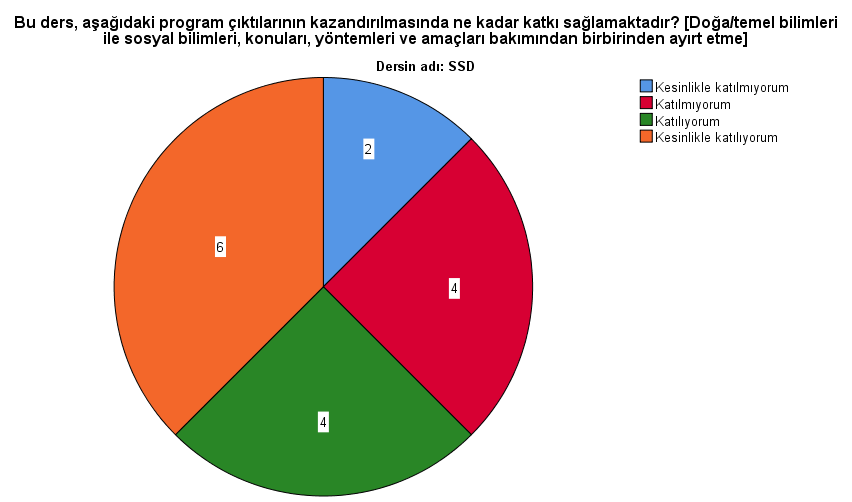 Bu ders, aşağıdaki program çıktılarının kazandırılmasında ne kadar katkı sağlamaktadır? [Doğa/temel bilimleri
ile sosyal bilimleri, konuları, yöntemleri ve amaçları bakımından birbirinden ayırt etme]
Dersin adı: SSD
Kesinlikle katılmıyorum
Katılmıyorum
Katılıyorum
Kesinlikle katılıyorum
2
6
4
4